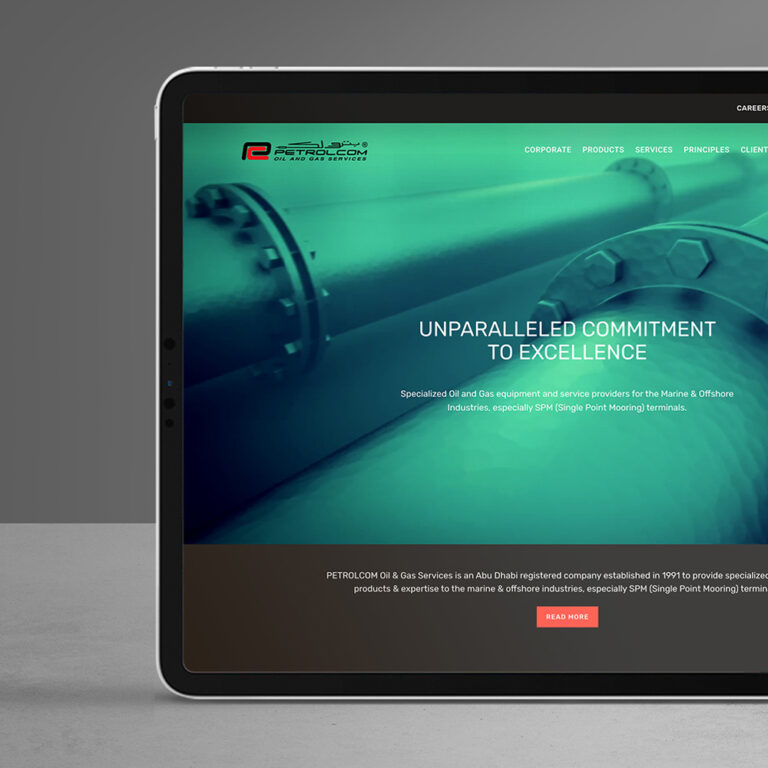 CAREERS
بترولكم ®
PETROLCOM
OIL AND GAS SERVICES
CORPORATE PRODUCTS SERVICES PRINCIPLES CLIENT
UNPARALLELED COMMITMENT
TO EXCELLENCE
Specialized Oil and Gas equipment and service providers for the Marine & Offshore
Industries, especially SPM (Single Point Mooring) terminals.
PETROLCOM Oil & Gas Services is an Abu Dhabi registered company established in 1991 to provide specialized
products & expertise to the marine & offshore industries, especially SPM (Single Point Mooring) termin
READ MORE